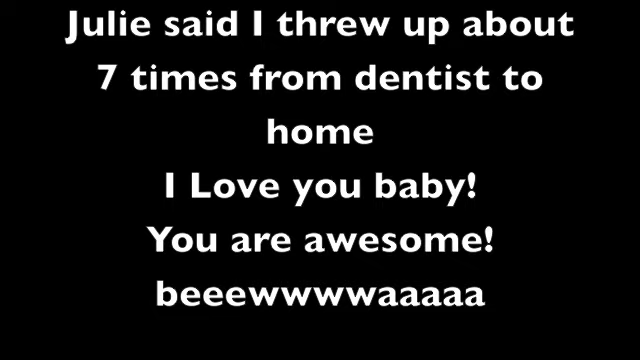 Julie said I threw up about
7 times from dentist to
home
I Love you baby!
You are awesome!
beeewwwwaaaaa